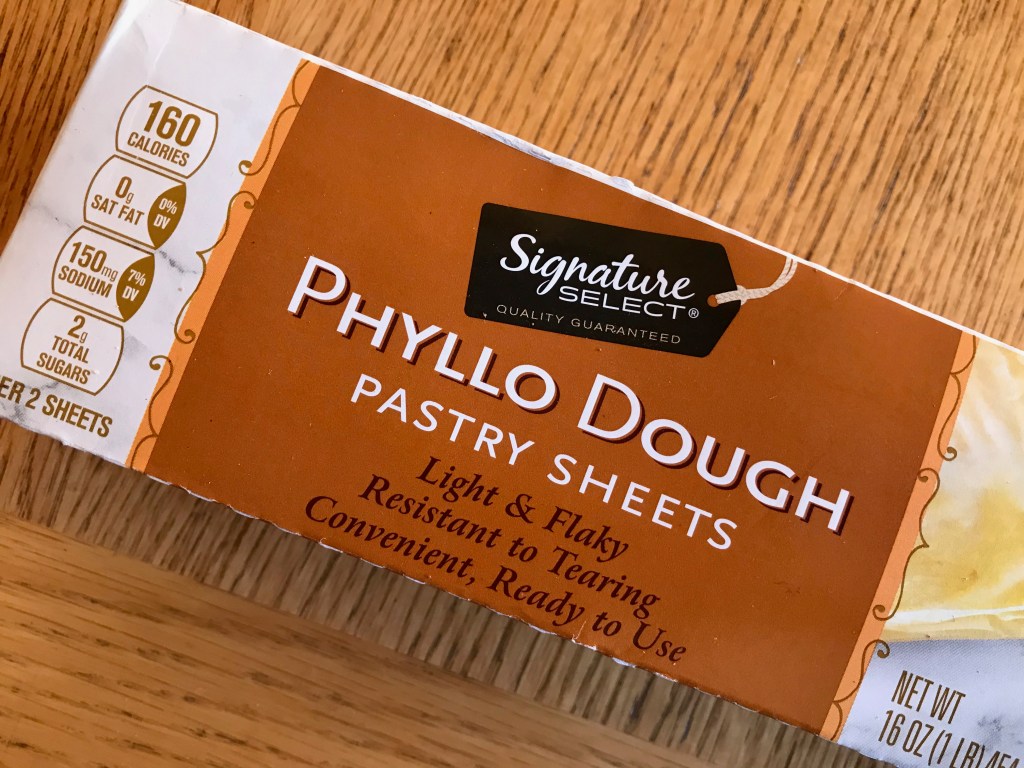 160
CALORIES
0g
SAT FAT
0%
DV
150mg
SODIUM
7%
DV
2g
TOTAL
SUGARS
2 SHEETS
Signature
SELECT®
QUALITY GUARANTEED
PHYLLO DOUGH
PASTRY SHEETS
Light & Flaky
Resistant to Tearing
Convenient, Ready to Use
NET WT
16 OZ (1 LB)